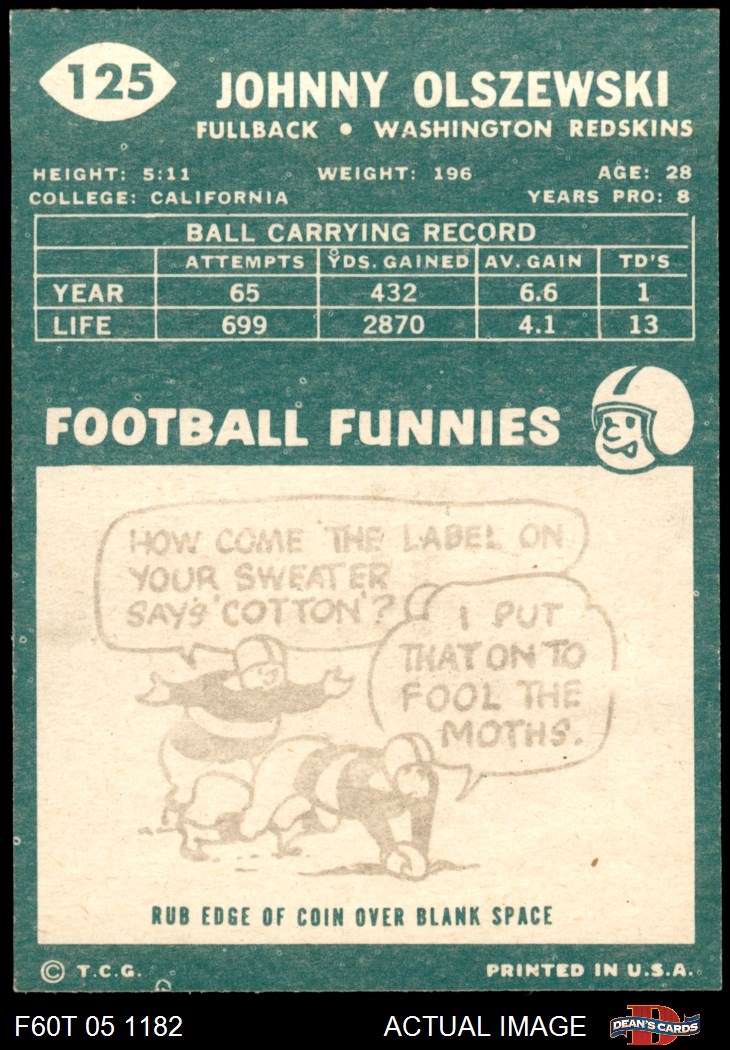 125
JOHNNY OLSZEWSKI
FULLBACK • WASHINGTON REDSKINS
HEIGHT: 5:11 WEIGHT: 196 AGE: 28
COLLEGE: CALIFORNIA YEARS PRO: 8
BALL CARRYING RECORD
ATTEMPTS YDS. GAINED AV. GAIN TD'S
YEAR 65 432 6.6 1
LIFE 699 2870 4.1 13
FOOTBALL FUNNIES
HOW COME THE LABEL ON
YOUR SWEATER
SAYS 'COTTON'?
I PUT
THAT ON TO
FOOL THE
MOTHS.
RUB EDGE OF COIN OVER BLANK SPACE
© T.C.G. PRINTED IN U.S.A.
F60T 05 1182 ACTUAL IMAGE DEAN'S CARDS